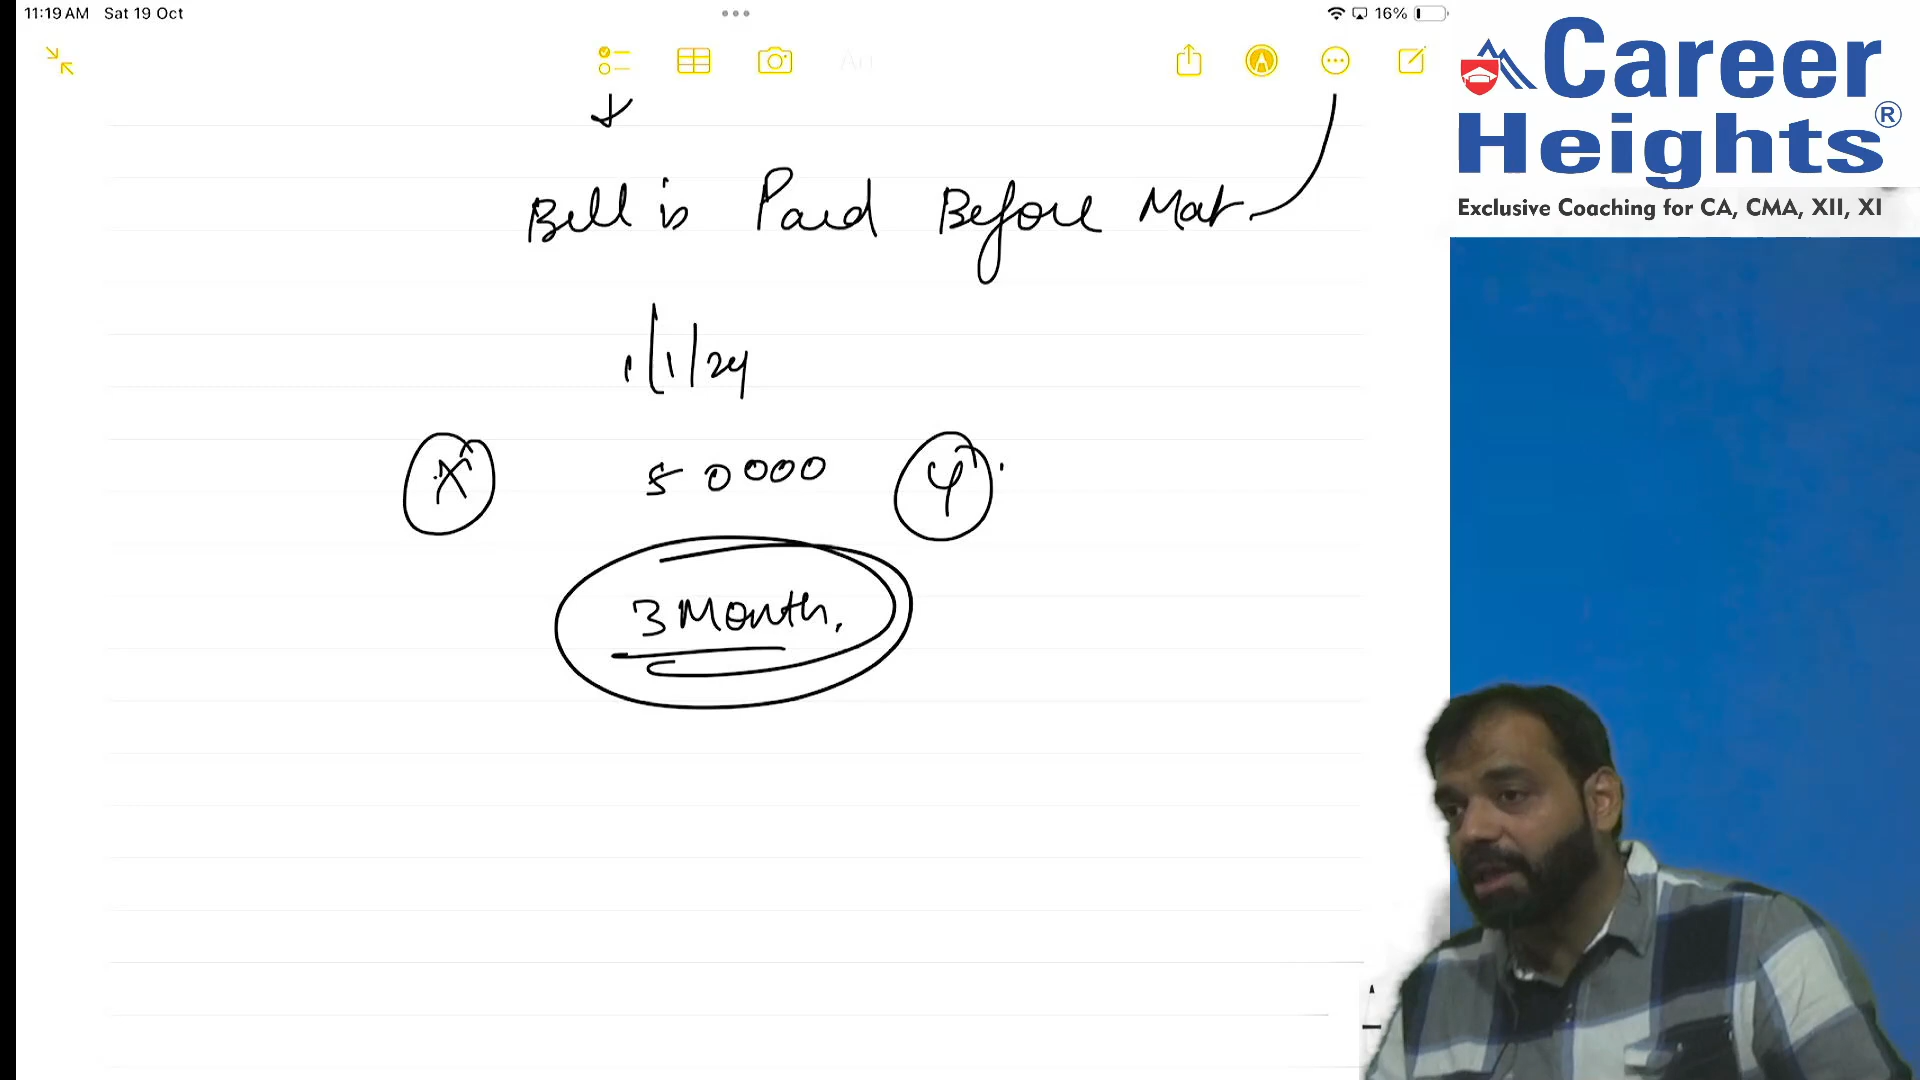 11:19 AM Sat 19 Oct
16%
Career
Heights®
Exclusive Coaching for CA, CMA, XII, XI
Bill is Paid Before Mat
1/1/24
X 50000 Y
3 Month.